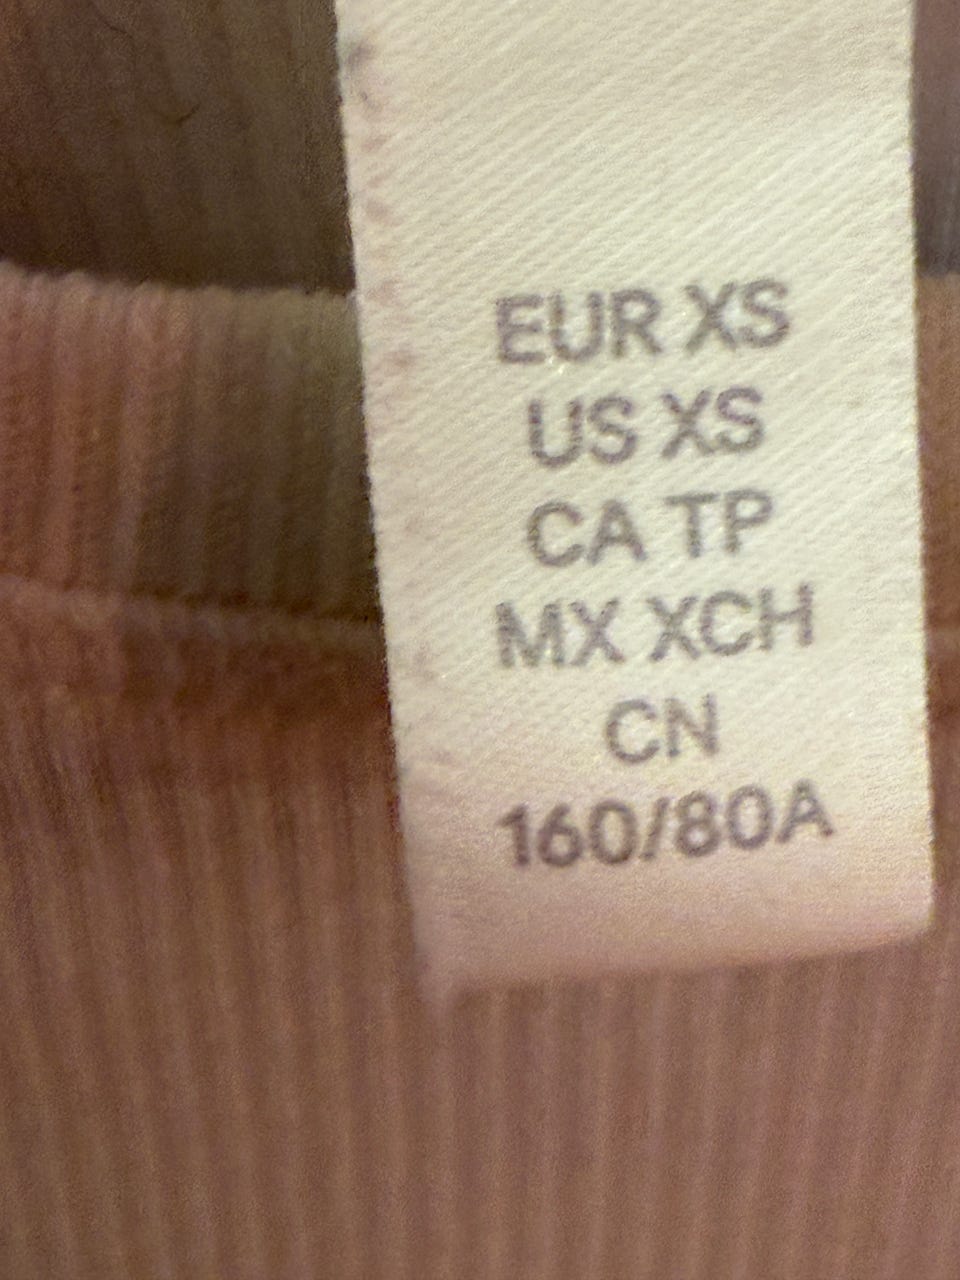 EUR XS
US XS
CA TP
MX XCH
CN
160/80A